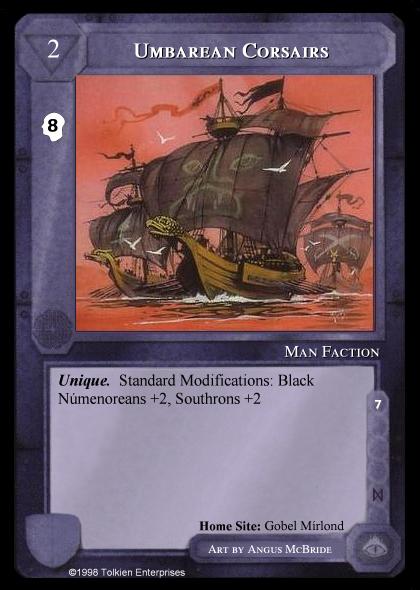 2
UMBAREAN CORSAIRS
8
MAN FACTION
Unique. Standard Modifications: Black
Númenoreans +2, Southrons +2
7
Home Site: Gobel Mírlond
ART BY ANGUS MCBRIDE
©1998 Tolkien Enterprises